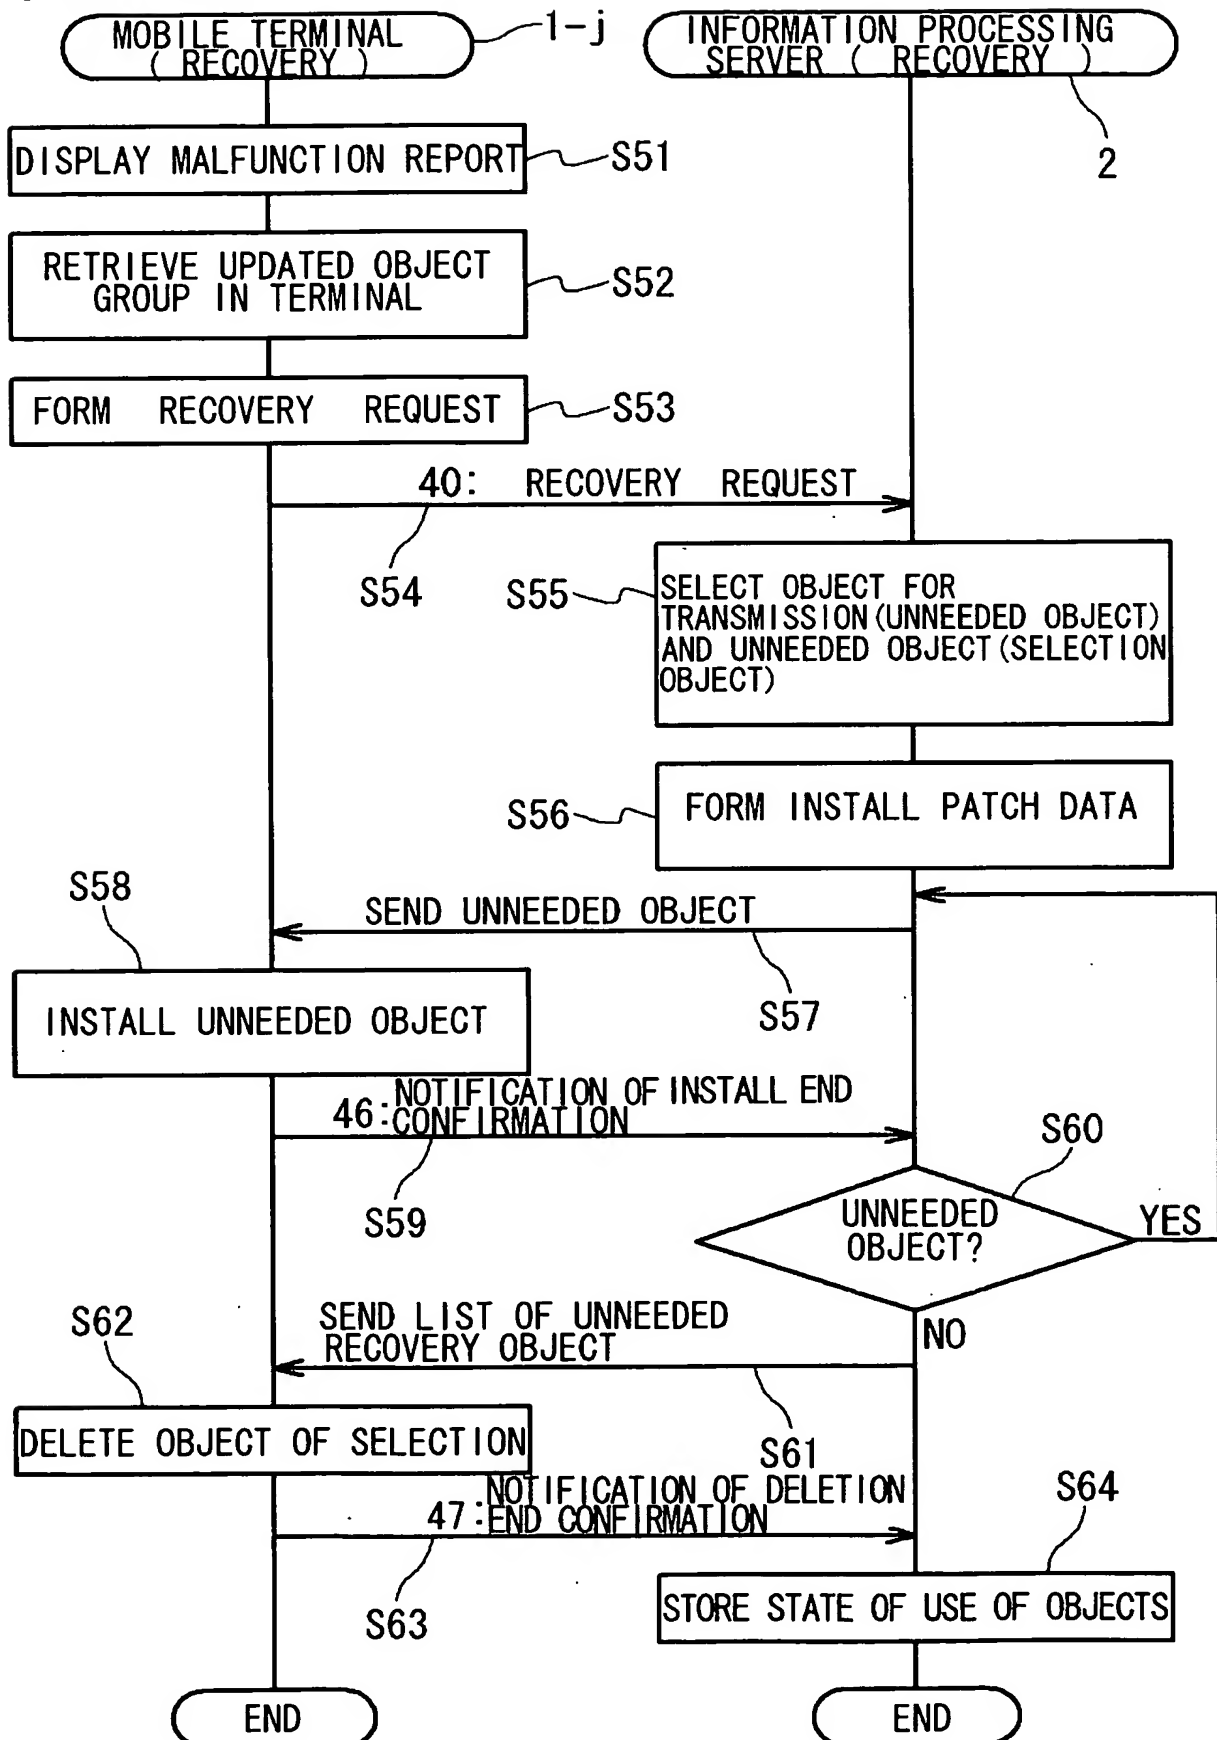 MOBILE TERMINAL
( RECOVERY )
1-j
INFORMATION PROCESSING
SERVER ( RECOVERY )
2
DISPLAY MALFUNCTION REPORT
S51
RETRIEVE UPDATED OBJECT
GROUP IN TERMINAL
S52
FORM RECOVERY REQUEST
S53
40: RECOVERY REQUEST
S54
S55
SELECT OBJECT FOR
TRANSMISSION(UNNEEDED OBJECT)
AND UNNEEDED OBJECT(SELECTION
OBJECT)
S56
FORM INSTALL PATCH DATA
S58
SEND UNNEEDED OBJECT
S57
INSTALL UNNEEDED OBJECT
46:NOTIFICATION OF INSTALL END
CONFIRMATION
S59
S60
UNNEEDED
OBJECT?
YES
NO
S62
SEND LIST OF UNNEEDED
RECOVERY OBJECT
S61
DELETE OBJECT OF SELECTION
47:NOTIFICATION OF DELETION
END CONFIRMATION
S63
S64
STORE STATE OF USE OF OBJECTS
END
END